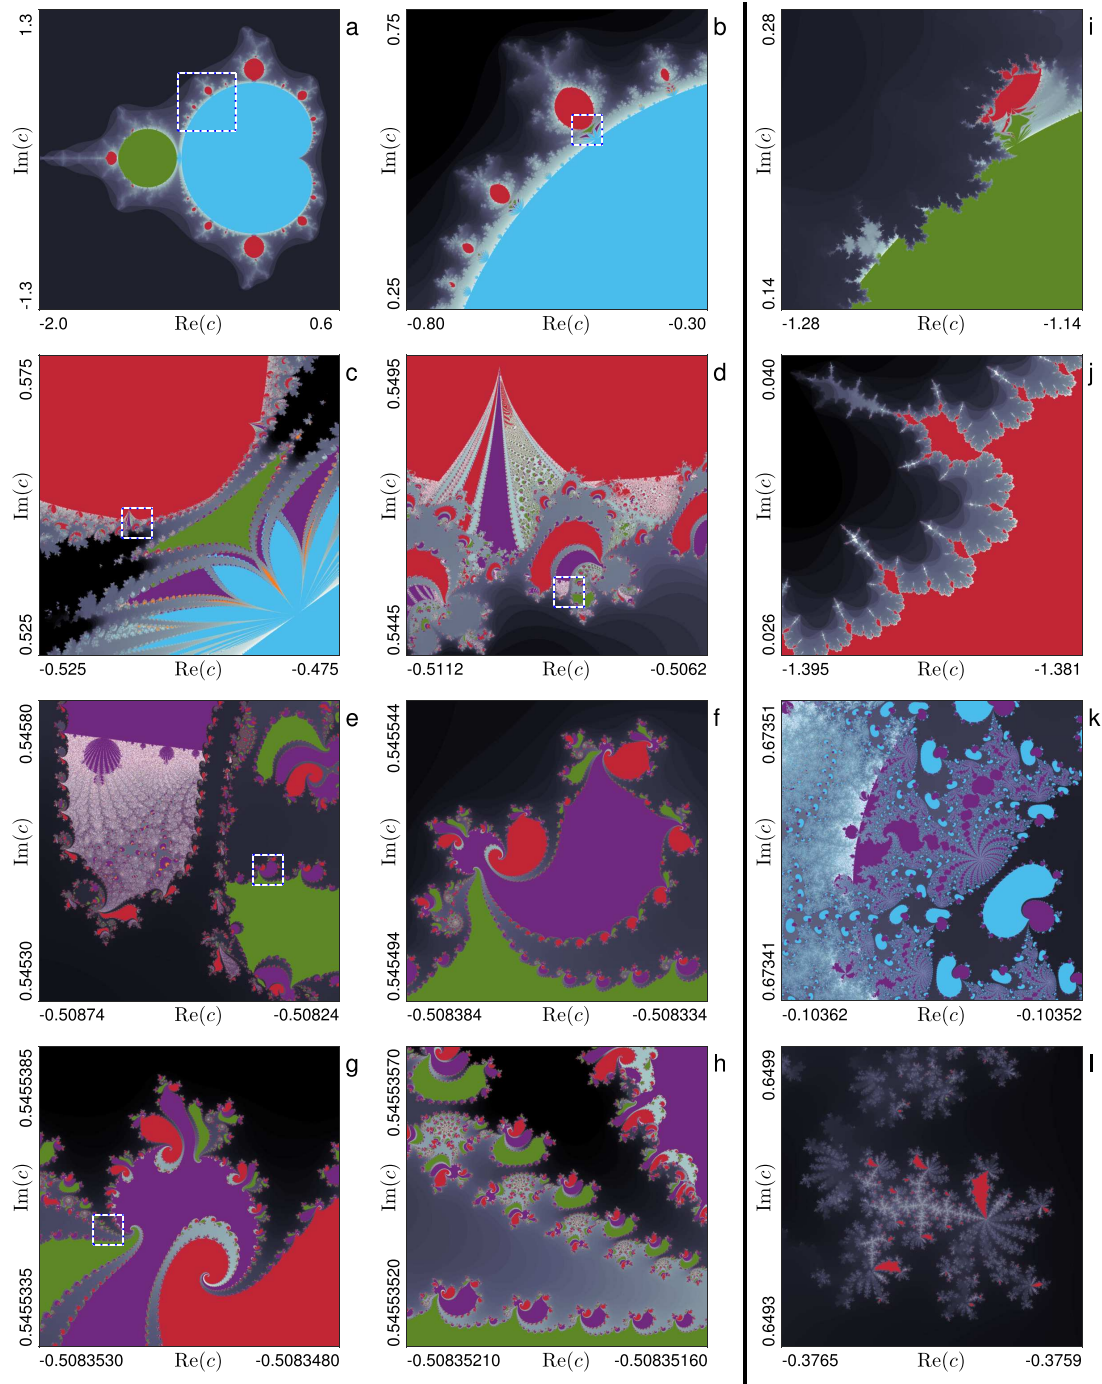 1.3
Im(c)
-1.3
-2.0 Re(c) 0.6
a
0.75
Im(c)
0.25
-0.80 Re(c) -0.30
b
0.28
Im(c)
0.14
-1.28 Re(c) -1.14
i
0.575
Im(c)
0.525
-0.525 Re(c) -0.475
c
0.5495
Im(c)
0.5445
-0.5112 Re(c) -0.5062
d
0.040
Im(c)
0.026
-1.395 Re(c) -1.381
j
0.54580
Im(c)
0.54530
-0.50874 Re(c) -0.50824
e
0.545544
Im(c)
0.545494
-0.508384 Re(c) -0.508334
f
0.67351
Im(c)
0.67341
-0.10362 Re(c) -0.10352
k
0.5455385
Im(c)
0.5455335
-0.5083530 Re(c) -0.5083480
g
0.54553570
Im(c)
0.54553520
-0.50835210 Re(c) -0.50835160
h
0.6499
Im(c)
0.6493
-0.3765 Re(c) -0.3759
l